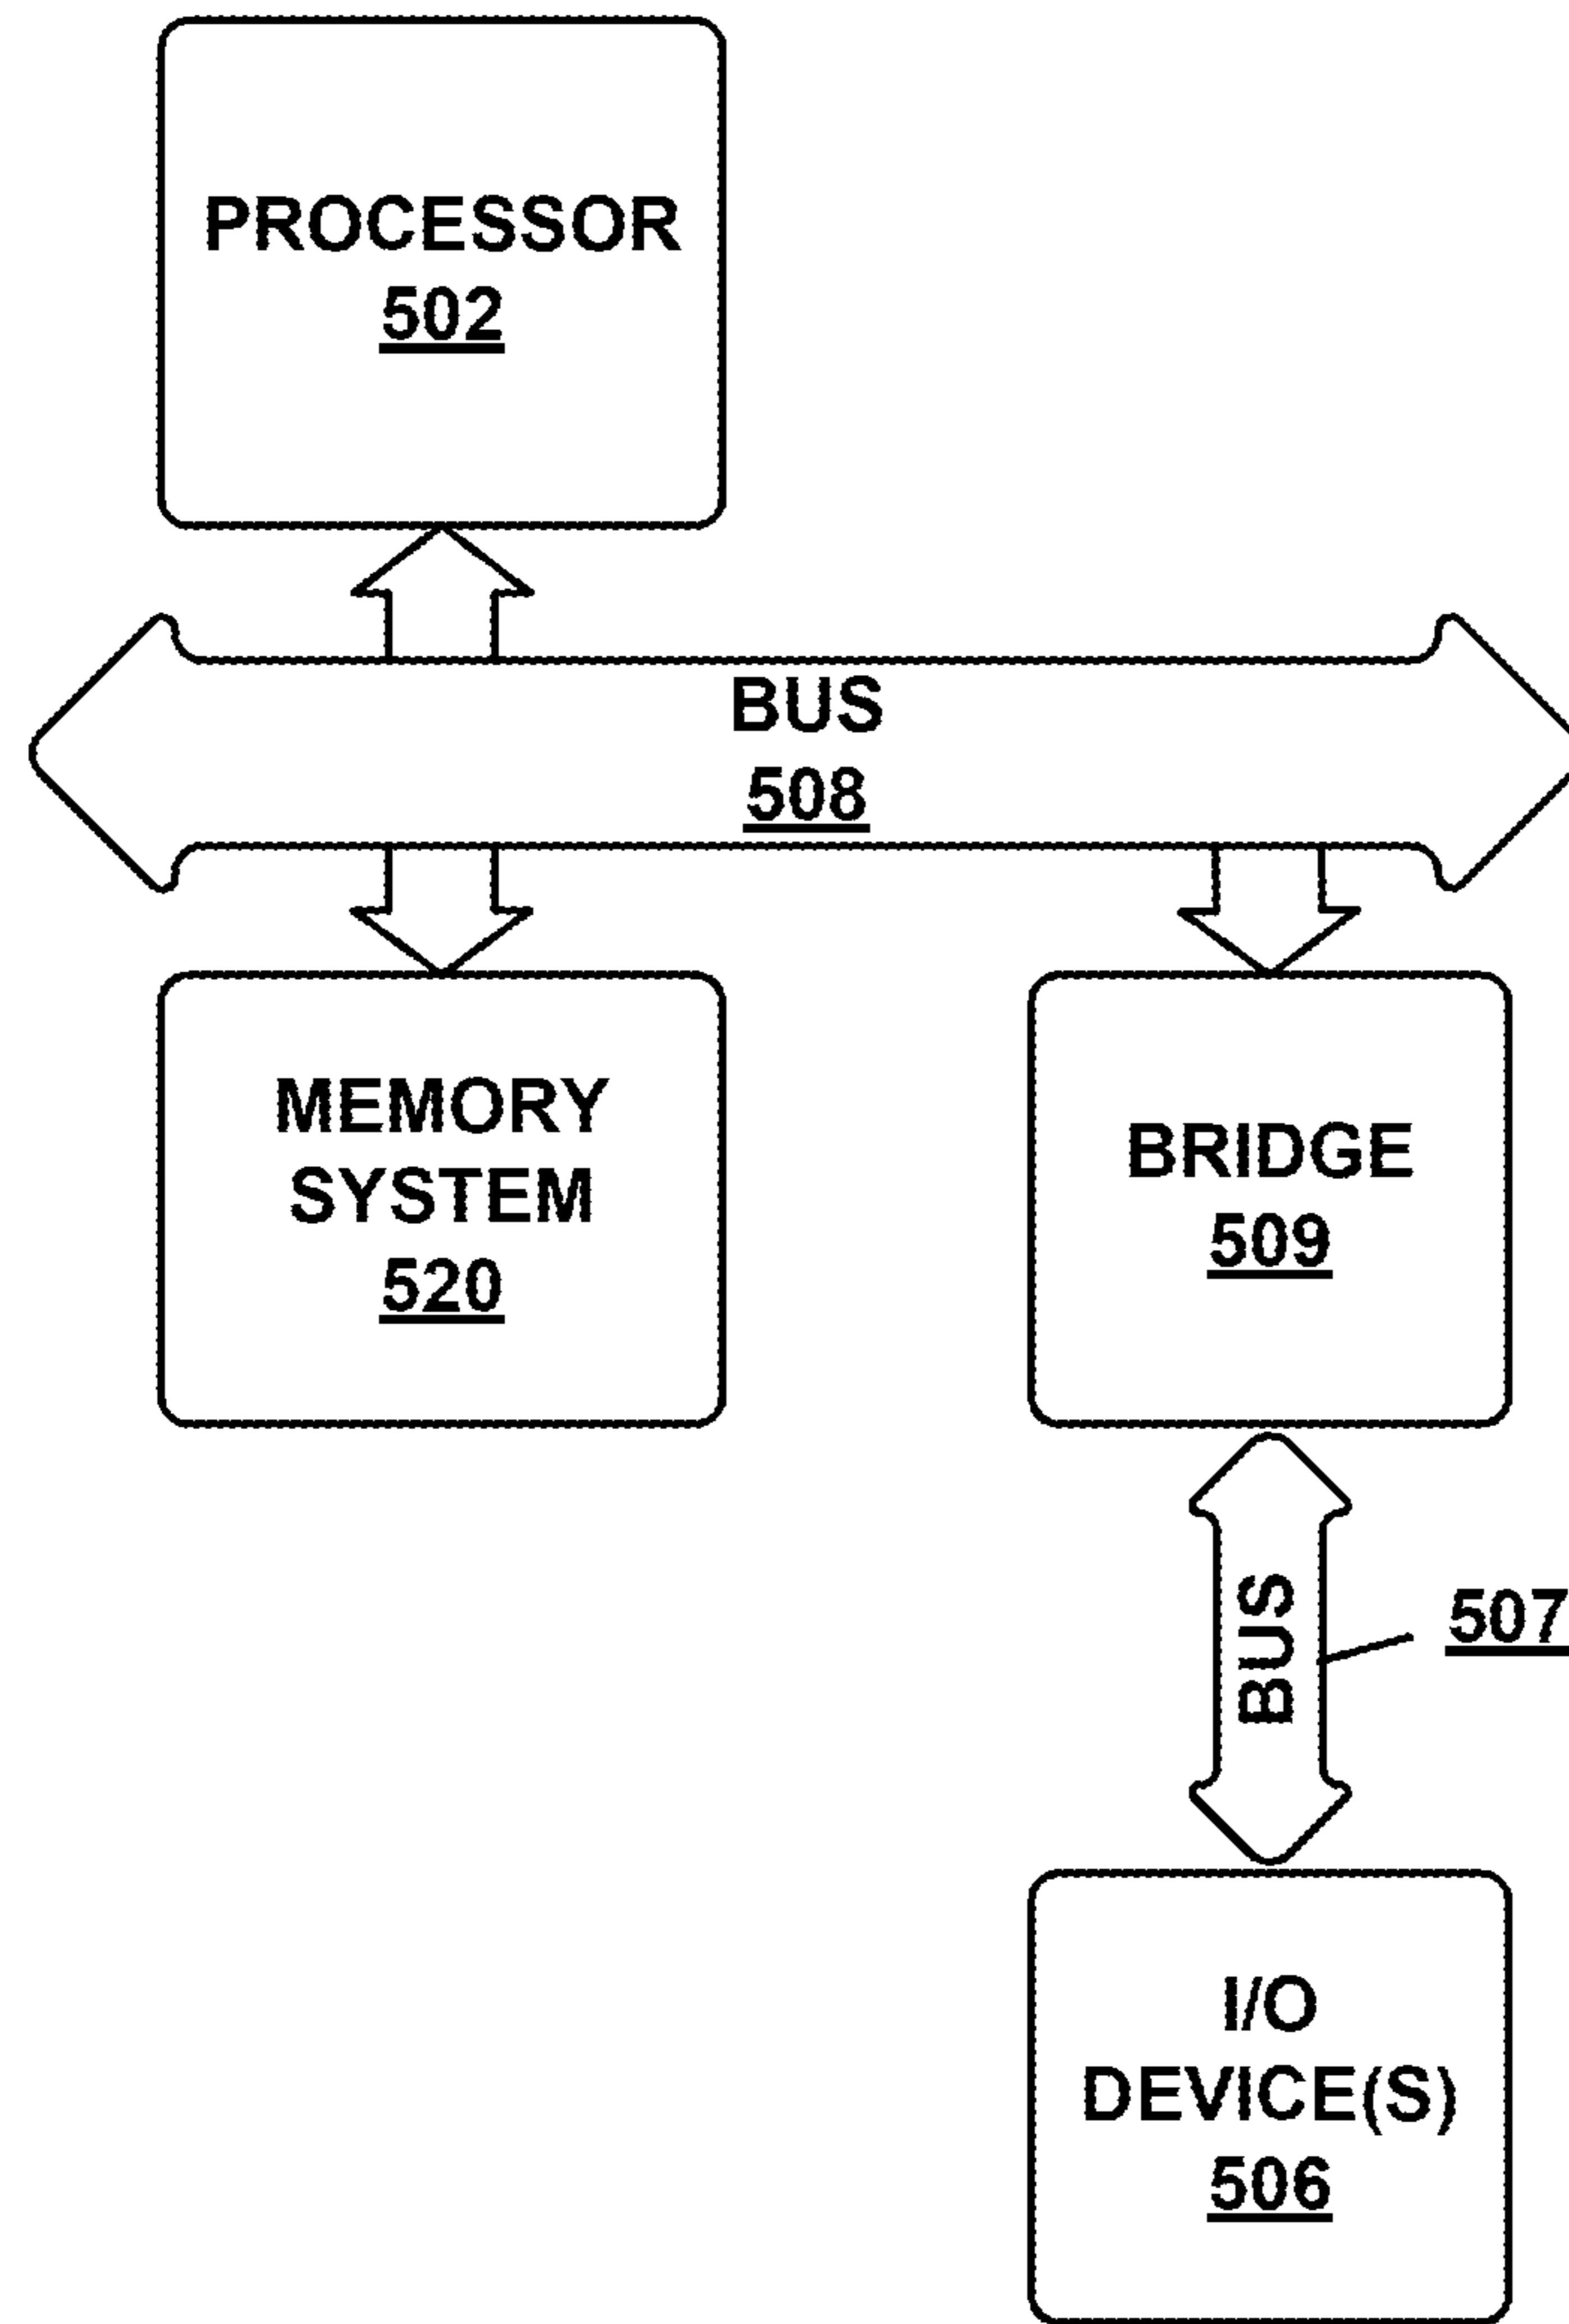 PROCESSOR
502
BUS
508
MEMORY
SYSTEM
520
BRIDGE
509
BUS
507
I/O
DEVICE(S)
506